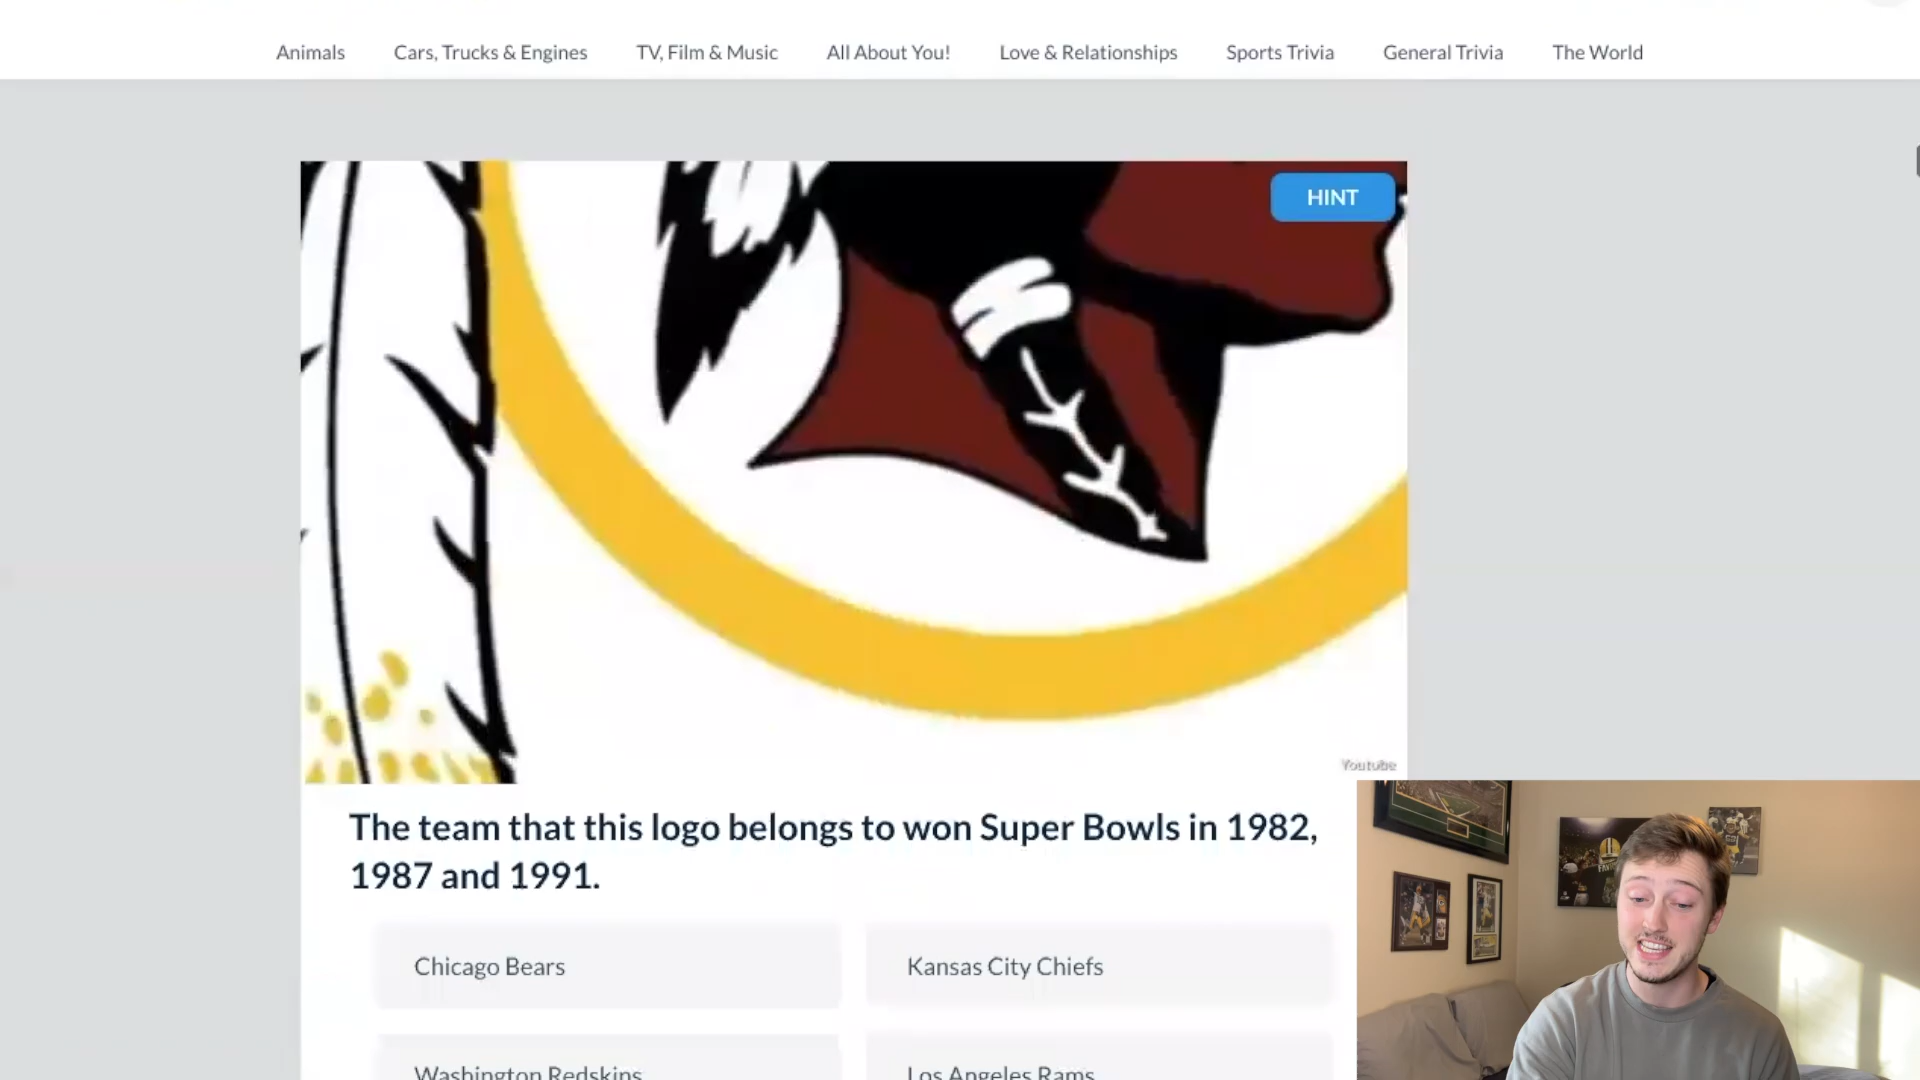 Animals Cars, Trucks & Engines TV, Film & Music All About You! Love & Relationships Sports Trivia General Trivia The World
HINT
Youtube
The team that this logo belongs to won Super Bowls in 1982,
1987 and 1991.
Chicago Bears
Kansas City Chiefs
Washington Redskins
Los Angeles Rams